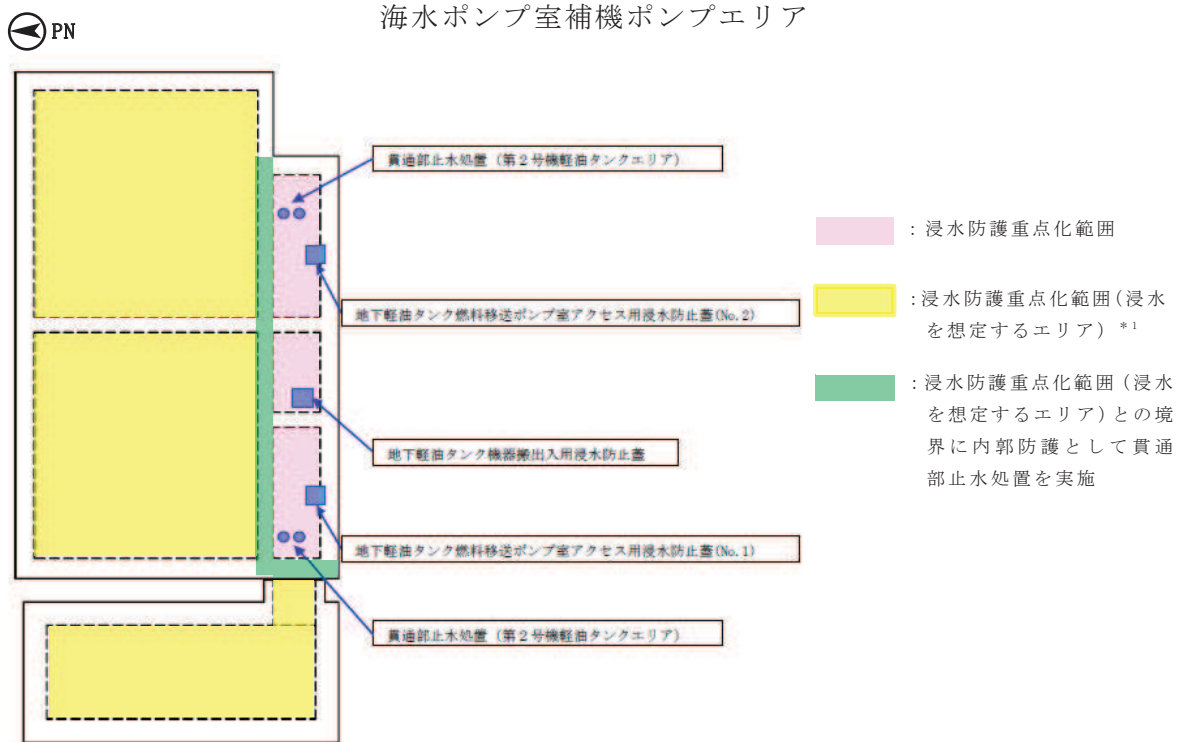 海水ポンプ室補機ポンプエリア
PN
貫通部止水処置（第２号機軽油タンクエリア）
地下軽油タンク燃料移送ポンプ室アクセス用浸水防止蓋(No.2)
地下軽油タンク機器搬出入用浸水防止蓋
地下軽油タンク燃料移送ポンプ室アクセス用浸水防止蓋(No.1)
貫通部止水処置（第２号機軽油タンクエリア）
：浸水防護重点化範囲
：浸水防護重点化範囲（浸水
を想定するエリア）*1
：浸水防護重点化範囲（浸水
を想定するエリア）との境
界に内郭防護として貫通
部止水処置を実施